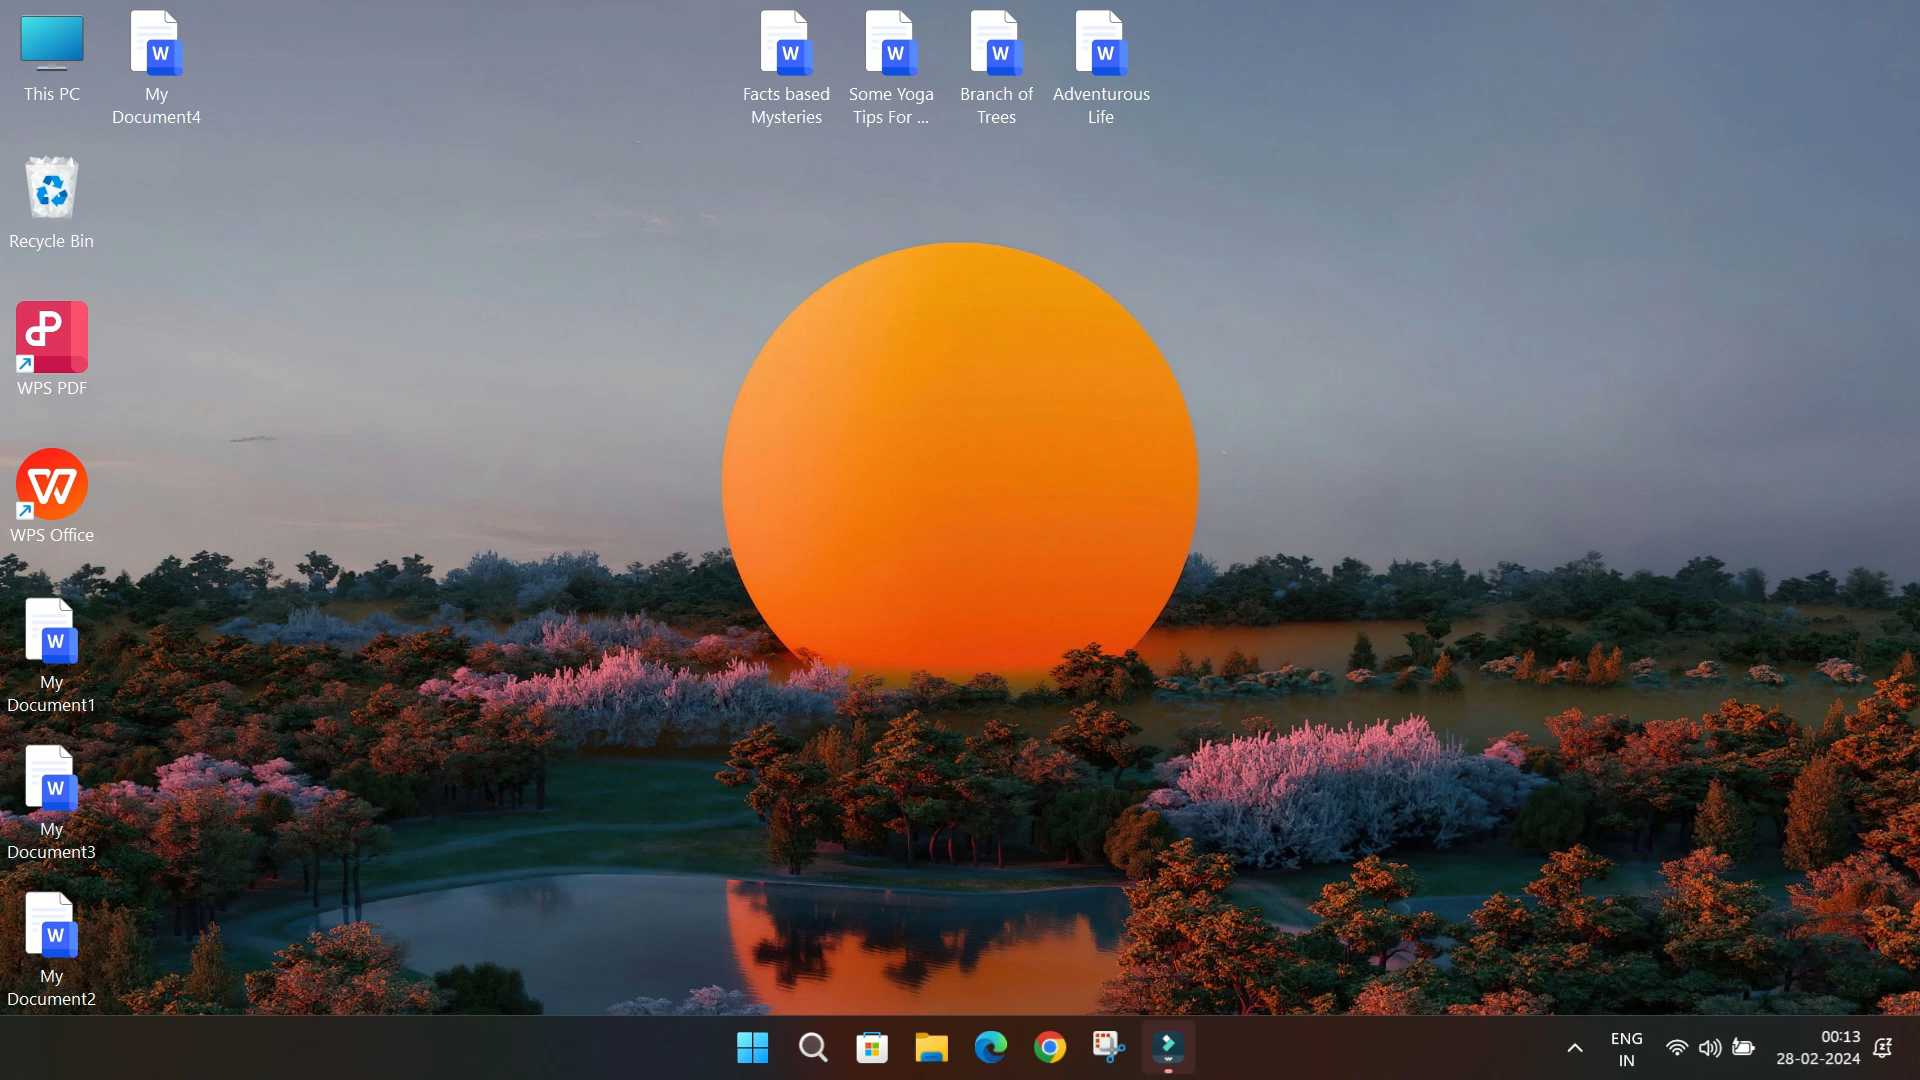 This PC
My
Document4
Facts based
Mysteries
Some Yoga
Tips For ...
Branch of
Trees
Adventurous
Life
Recycle Bin
WPS PDF
WPS Office
My
Document1
My
Document3
My
Document2
ENG
IN
00:13
28-02-2024